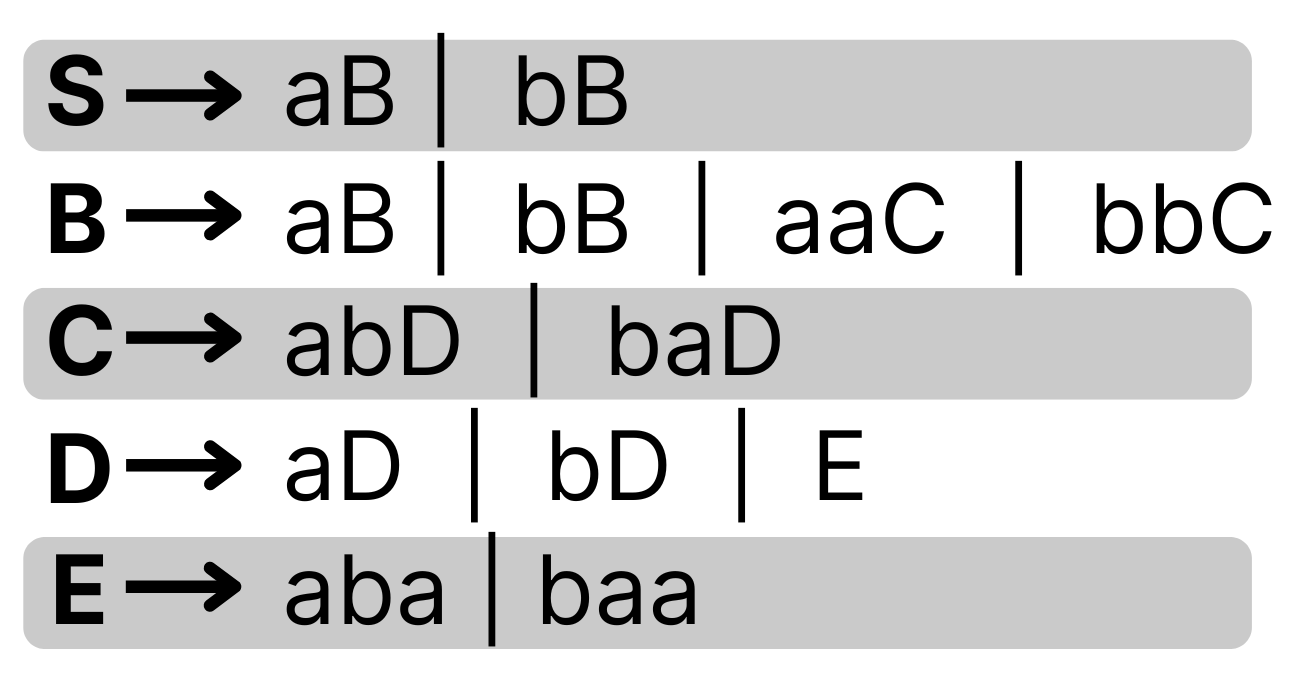 S → aB | bB
B → aB | bB | aaC | bbC
C → abD | baD
D → aD | bD | E
E → aba | baa